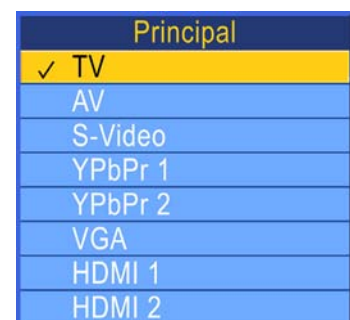 Principal
✓ TV
AV
S-Video
YPbPr 1
YPbPr 2
VGA
HDMI 1
HDMI 2